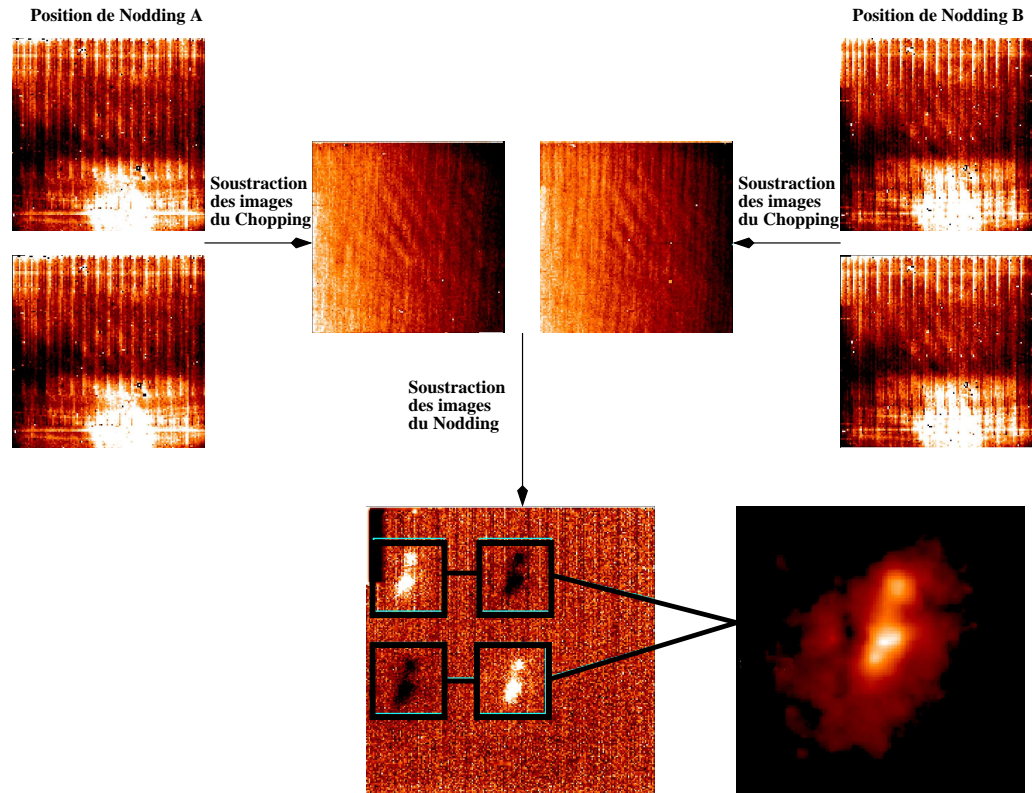 Position de Nodding A
Position de Nodding B
Soustraction
des images
du Chopping
Soustraction
des images
du Chopping
Soustraction
des images
du Nodding